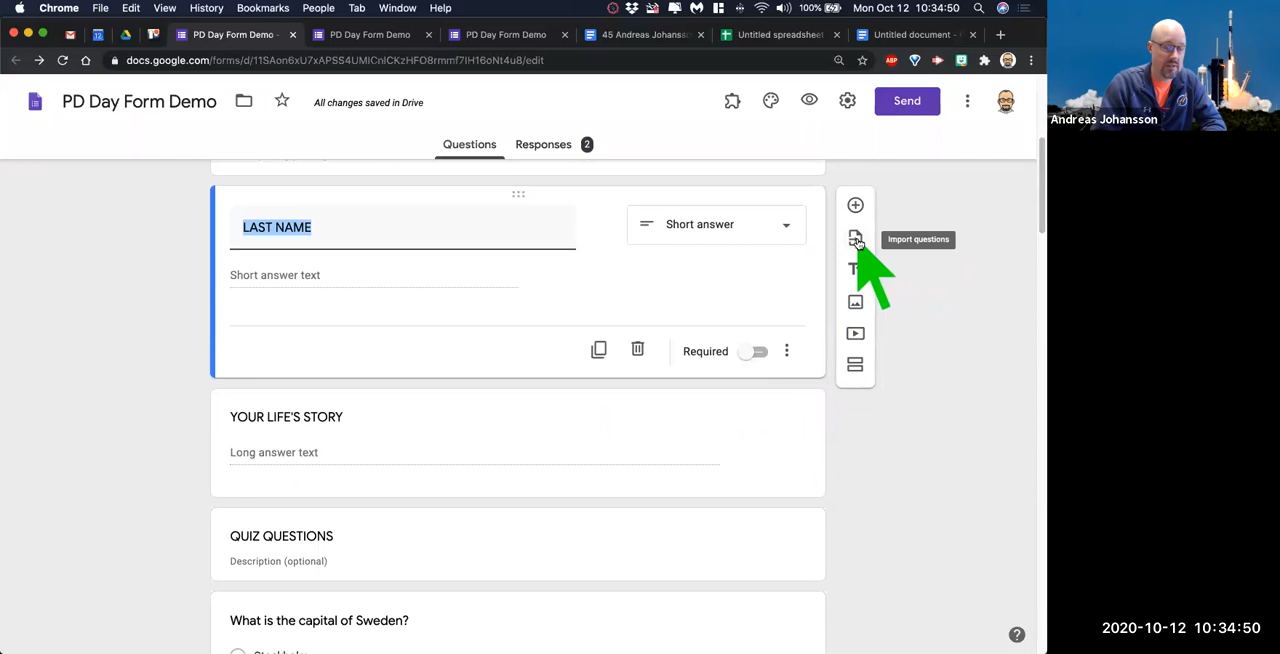 Chrome File Edit View History Bookmarks People Tab Window Help 100% Mon Oct 12 10:34:50
PD Day Form Demo - PD Day Form Demo PD Day Form Demo 45 Andreas Johansso Untitled spreadsheet Untitled document -
docs.google.com/forms/d/11SAon6xU7xAPSS4UMICnICKzHFO8rmmf7IH16oNt4u8/edit
PD Day Form Demo All changes saved in Drive Send
Andreas Johansson
Questions Responses 2
LAST NAME Short answer
Import questions
Short answer text
Tт
Required
YOUR LIFE'S STORY
Long answer text
QUIZ QUESTIONS
Description (optional)
What is the capital of Sweden?
2020-10-12 10:34:50